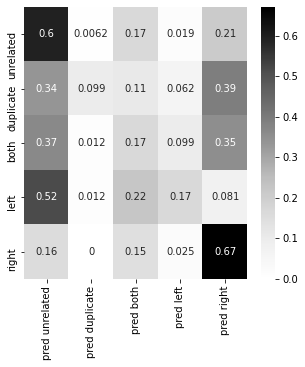 unrelated 0.6 0.0062 0.17 0.019 0.21
duplicate 0.34 0.099 0.11 0.062 0.39
both 0.37 0.012 0.17 0.099 0.35
left 0.52 0.012 0.22 0.17 0.081
right 0.16 0 0.15 0.025 0.67
pred unrelated pred duplicate pred both pred left pred right
0.6
0.5
0.4
0.3
0.2
0.1
0.0